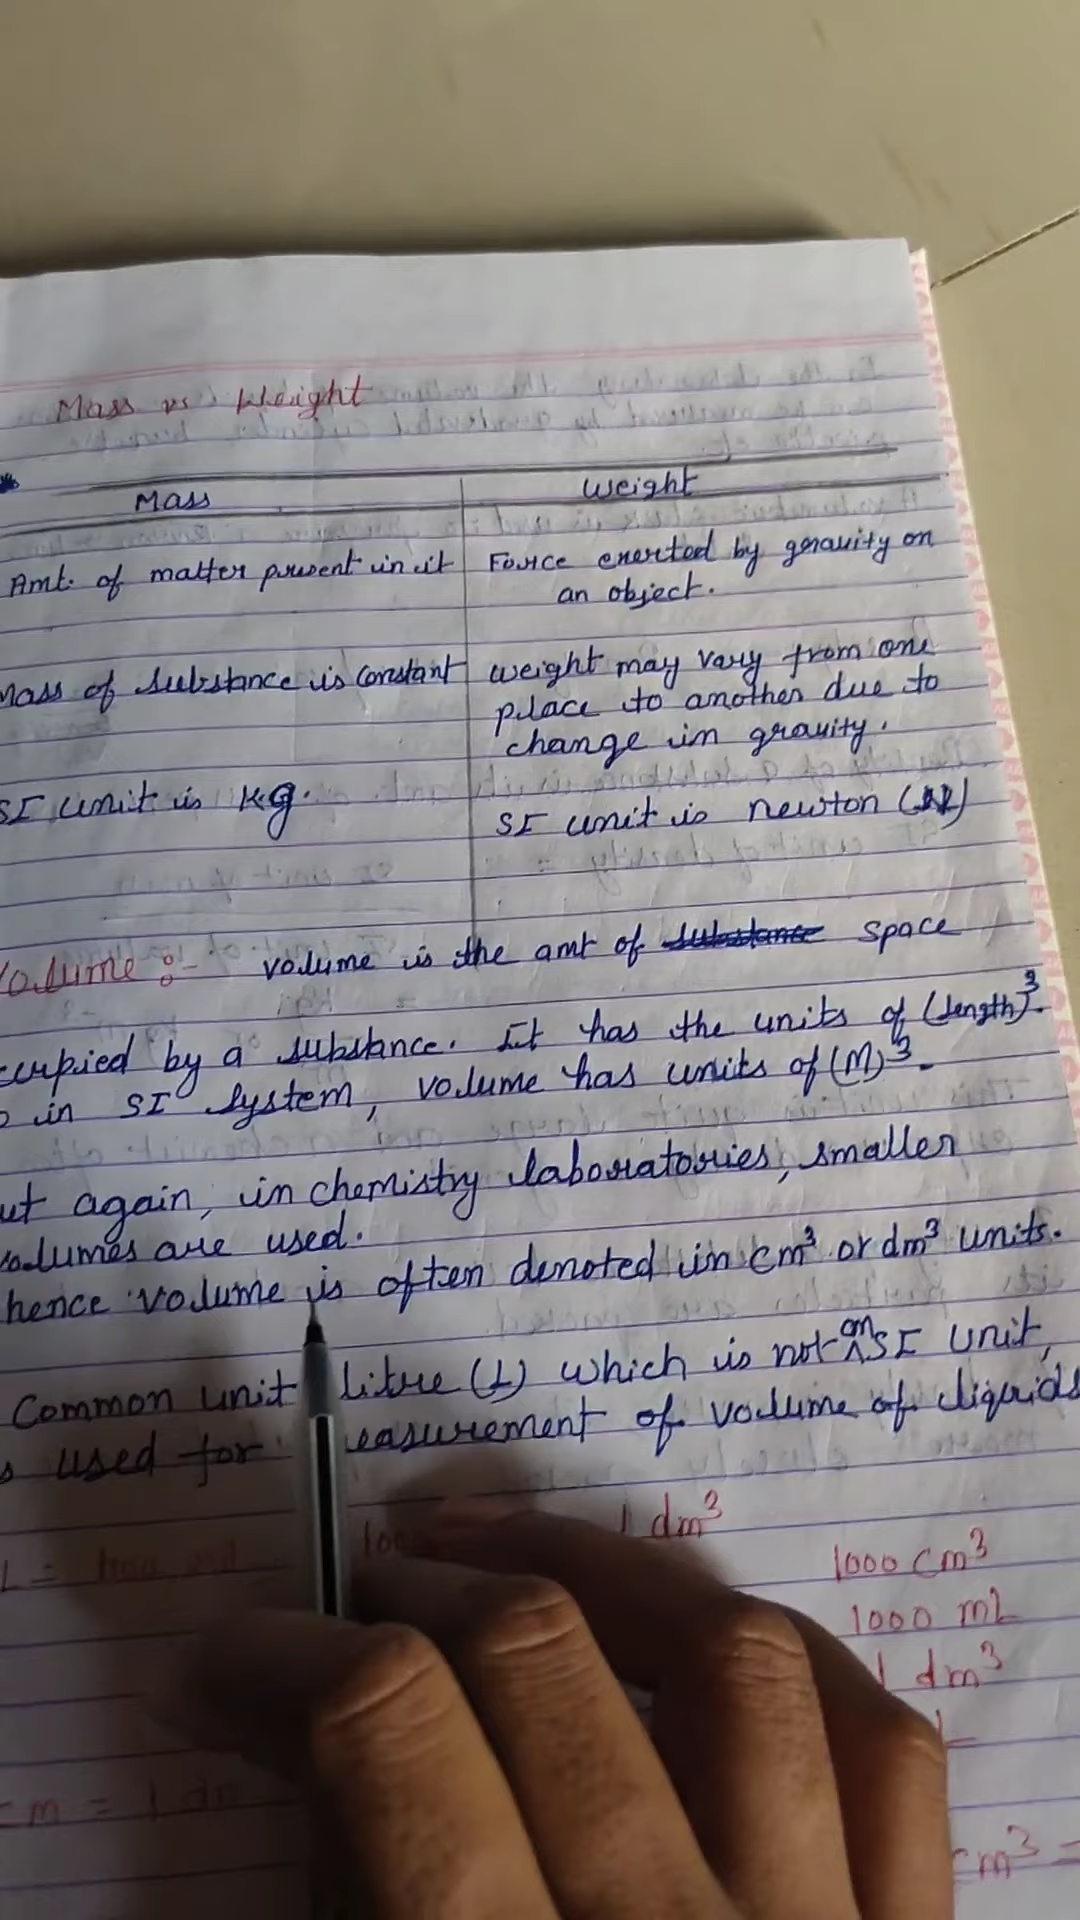 Mass vs Weight
Mass
Weight
Amt. of matter present in it
Force exerted by gravity on
an object.
Mass of substance is constant
weight may vary from one
place to another due to
change in gravity.
SI unit is kg.
SI unit is newton (N)
Volume :- volume is the amt of substance space
by a substance. It has the units of (length)³.
in SI system, volume has units of (M)³.
again, in chemistry laboratories, smaller
volumes are used.
hence volume is often denoted in cm³ or dm³ units.
Common unit litre (L) which is not an SI unit,
used for measurement of volume of liquids
L = 1 dm³
1000 cm³
1000 mL
1 dm³
L
cm = 1
cm³ =